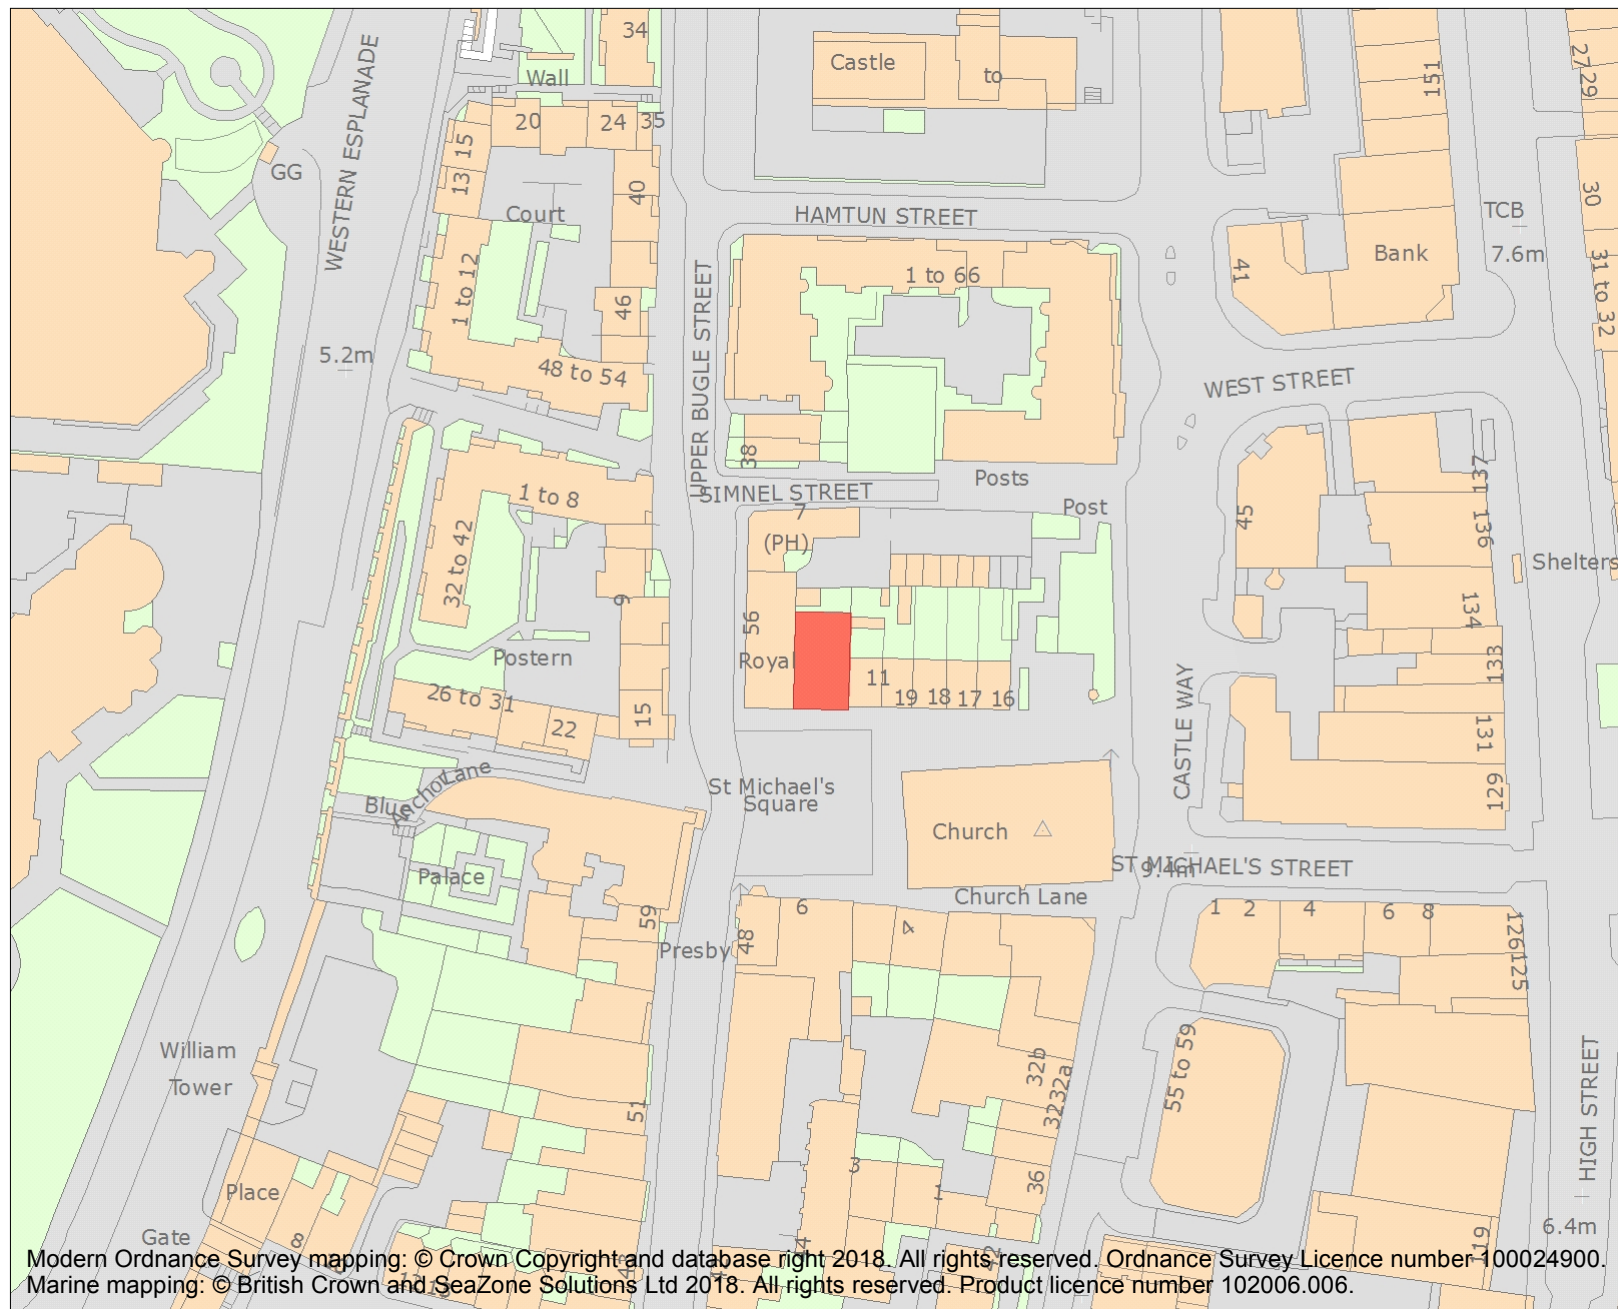 34
Castle
to
151
27
29
WESTERN ESPLANADE
Wall
20
24
35
15
13
GG
40
Court
HAMTUN STREET
TCB
30
7.6m
Bank
41
1 to 66
1 to 12
46
UPPER BUGLE STREET
31 to 32
5.2m
48 to 54
WEST STREET
38
Posts
SIMNEL STREET
Post
137
1 to 8
7
(PH)
45
136
Shelters
32 to 42
9
56
134
Postern
Royal
133
26 to 31
11
19
18
17
16
15
22
CASTLE WAY
131
Lane
Anchor
Blue
St Michael's
Square
129
Church
ST MICHAEL'S STREET
9.4m
Palace
Church Lane
59
6
4
1
2
4
6
8
126
125
48
Presby
William
Tower
55 to 59
32b
32a
32
51
HIGH STREET
3
1
36
Place
Gate
8
44
42
119
6.4m
Modern Ordnance Survey mapping: © Crown Copyright and database right 2018. All rights reserved. Ordnance Survey Licence number 100024900.
Marine mapping: © British Crown and SeaZone Solutions Ltd 2018. All rights reserved. Product licence number 102006.006.